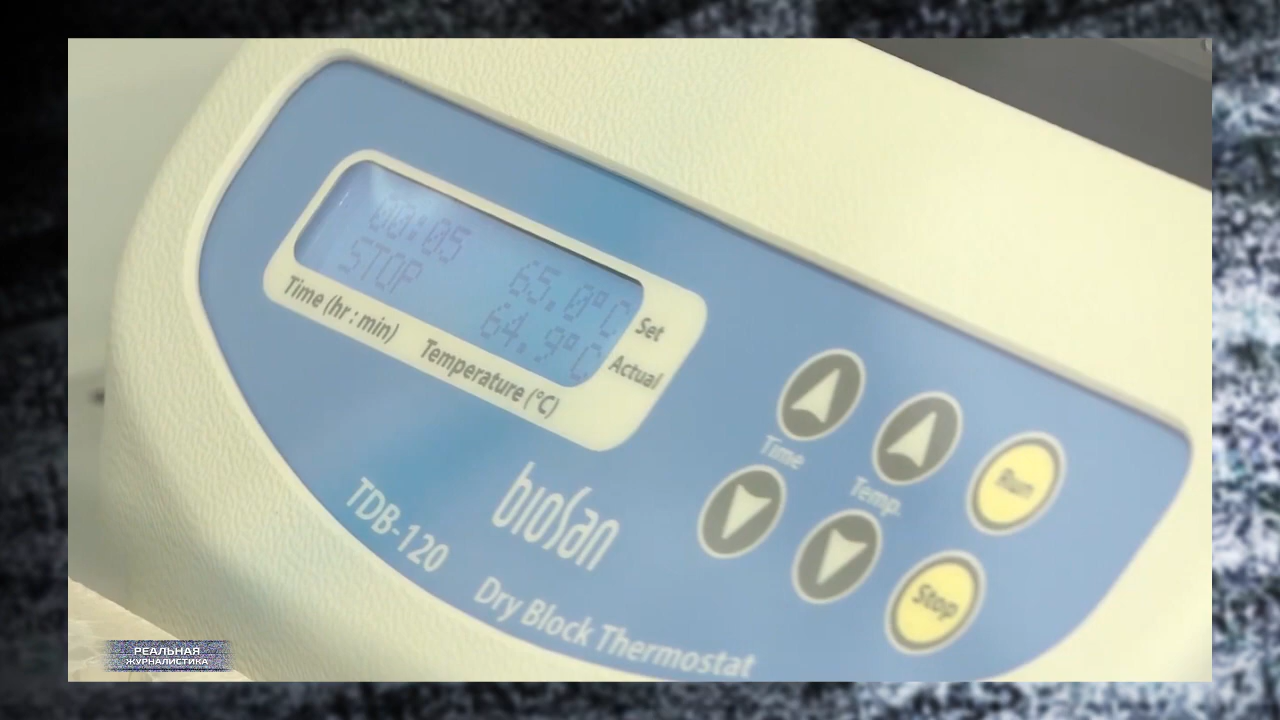 00:05
65.0°C
Set
STOP
64.9°C
Actual
Time (hr : min)
Temperature (°C)
Time
Temp.
Run
Stop
TDB-120
bıosan
Dry Block Thermostat
РЕАЛЬНАЯ
ЖУРНАЛИСТИКА